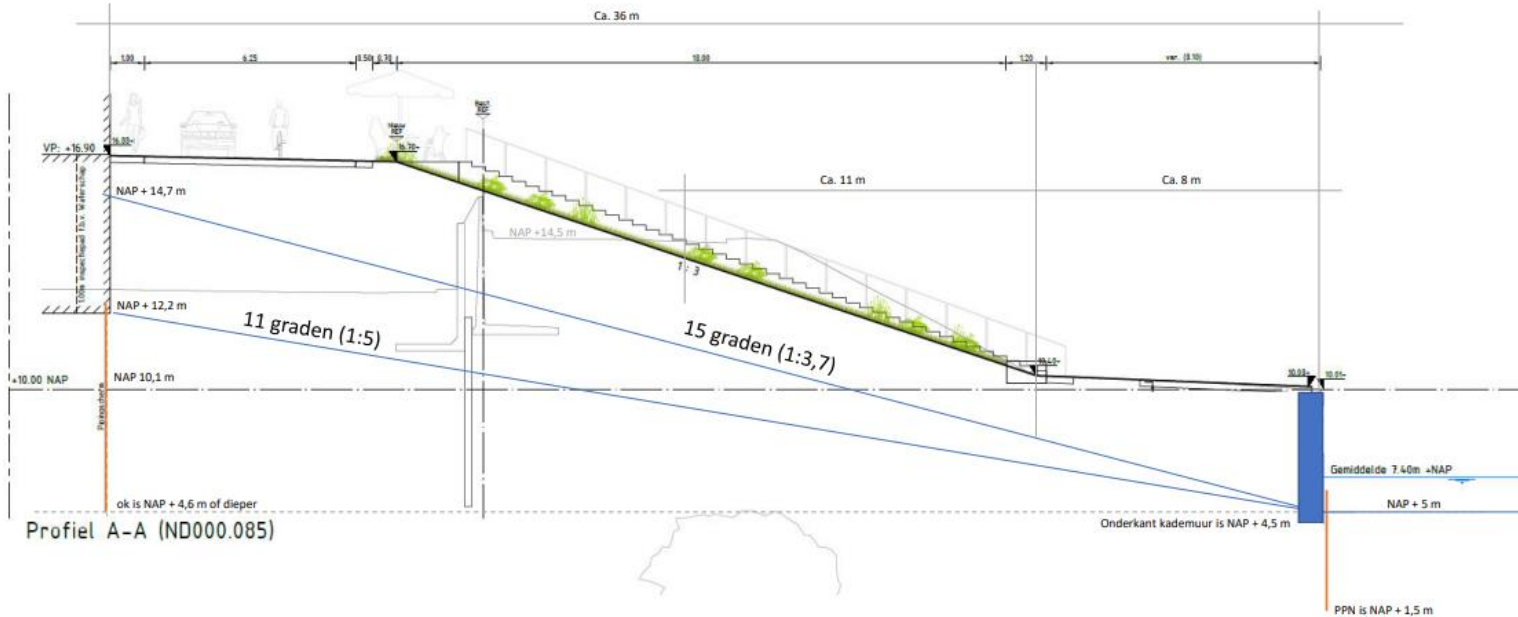 Ca. 36 m
1.00
6.25
0.50
0.70
18.00
1.20
var. (8.10)
VP: +16.90
16.70
Ca. 11 m
Ca. 8 m
NAP + 14,7 m
NAP +14,5 m
1 : 3
NAP + 12,2 m
11 graden (1:5)
15 graden (1:3,7)
+10.00 NAP
NAP 10,1 m
10.01
Gemiddelde 7.40m +NAP
ok is NAP + 4,6 m of dieper
NAP + 5 m
Onderkant kademuur is NAP + 4,5 m
Profiel A-A (ND000.085)
PPN is NAP + 1,5 m